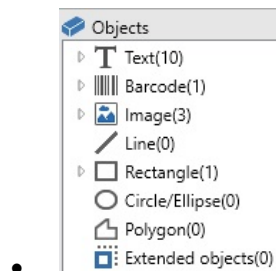 Objects
Text(10)
Barcode(1)
Image(3)
Line(0)
Rectangle(1)
Circle/Ellipse(0)
Polygon(0)
Extended objects(0)